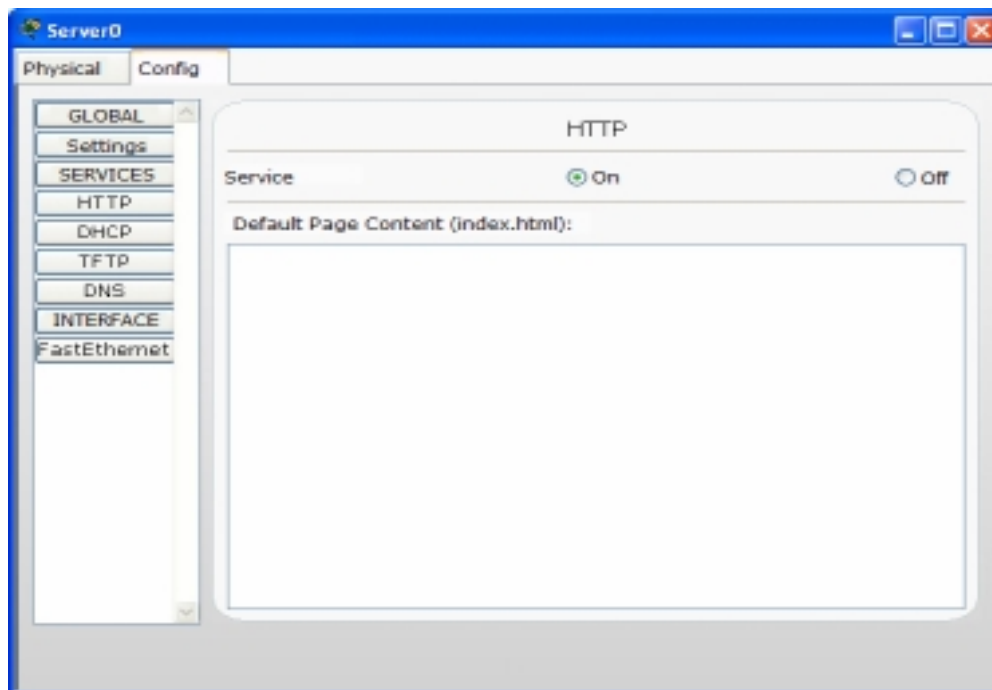 Server0
Physical
Config
GLOBAL
Settings
SERVICES
HTTP
DHCP
TFTP
DNS
INTERFACE
FastEthernet
HTTP
Service
On
Off
Default Page Content (index.html):